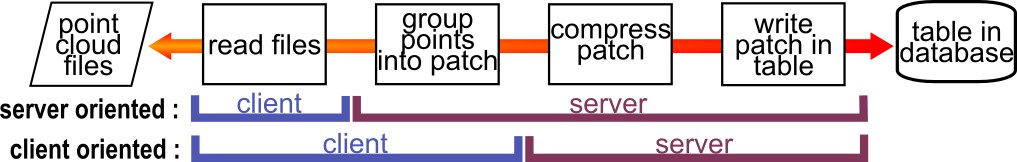 point
cloud
files
read files
group
points
into patch
compress
patch
write
patch in
table
table in
database
server oriented : client server
client oriented : client server